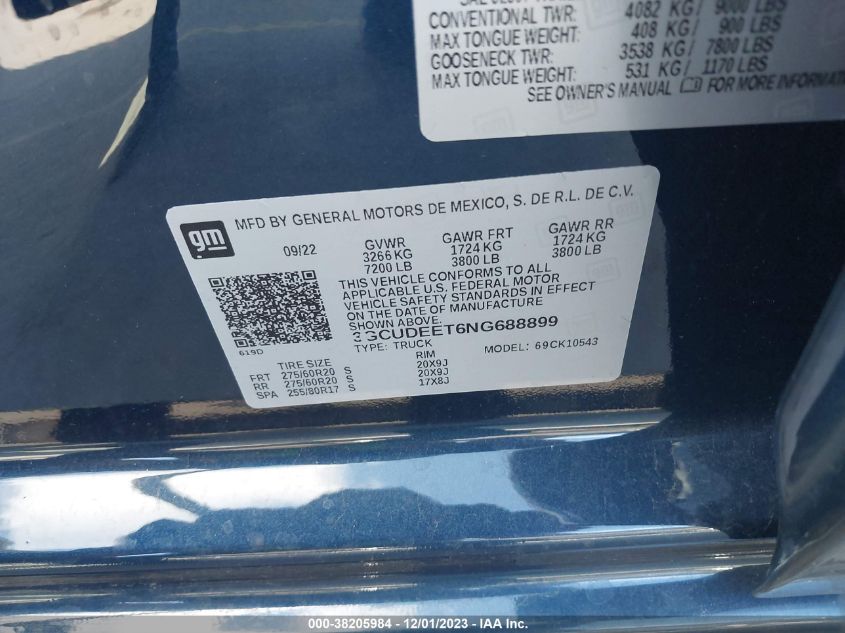 CONVENTIONAL TWR: 4082 KG/ 9000 LBS
MAX TONGUE WEIGHT: 408 KG/ 900 LBS
GOOSENECK TWR: 3538 KG/ 7800 LBS
MAX TONGUE WEIGHT: 531 KG/ 1170 LBS
SEE OWNER'S MANUAL FOR MORE INFORMATION
gm
MFD BY GENERAL MOTORS DE MEXICO, S. DE R.L. DE C.V.
09/22 GVWR GAWR FRT GAWR RR
3266 KG 1724 KG 1724 KG
7200 LB 3800 LB 3800 LB
THIS VEHICLE CONFORMS TO ALL
APPLICABLE U.S. FEDERAL MOTOR
VEHICLE SAFETY STANDARDS IN EFFECT
ON THE DATE OF MANUFACTURE
SHOWN ABOVE.
3GCUDEET6NG688899
619D TYPE: TRUCK MODEL: 69CK10543
TIRE SIZE RIM
FRT 275/60R20 S 20X9J
RR 275/60R20 S 20X9J
SPA 255/80R17 S 17X8J
000-38205984 - 12/01/2023 - IAA, Inc.